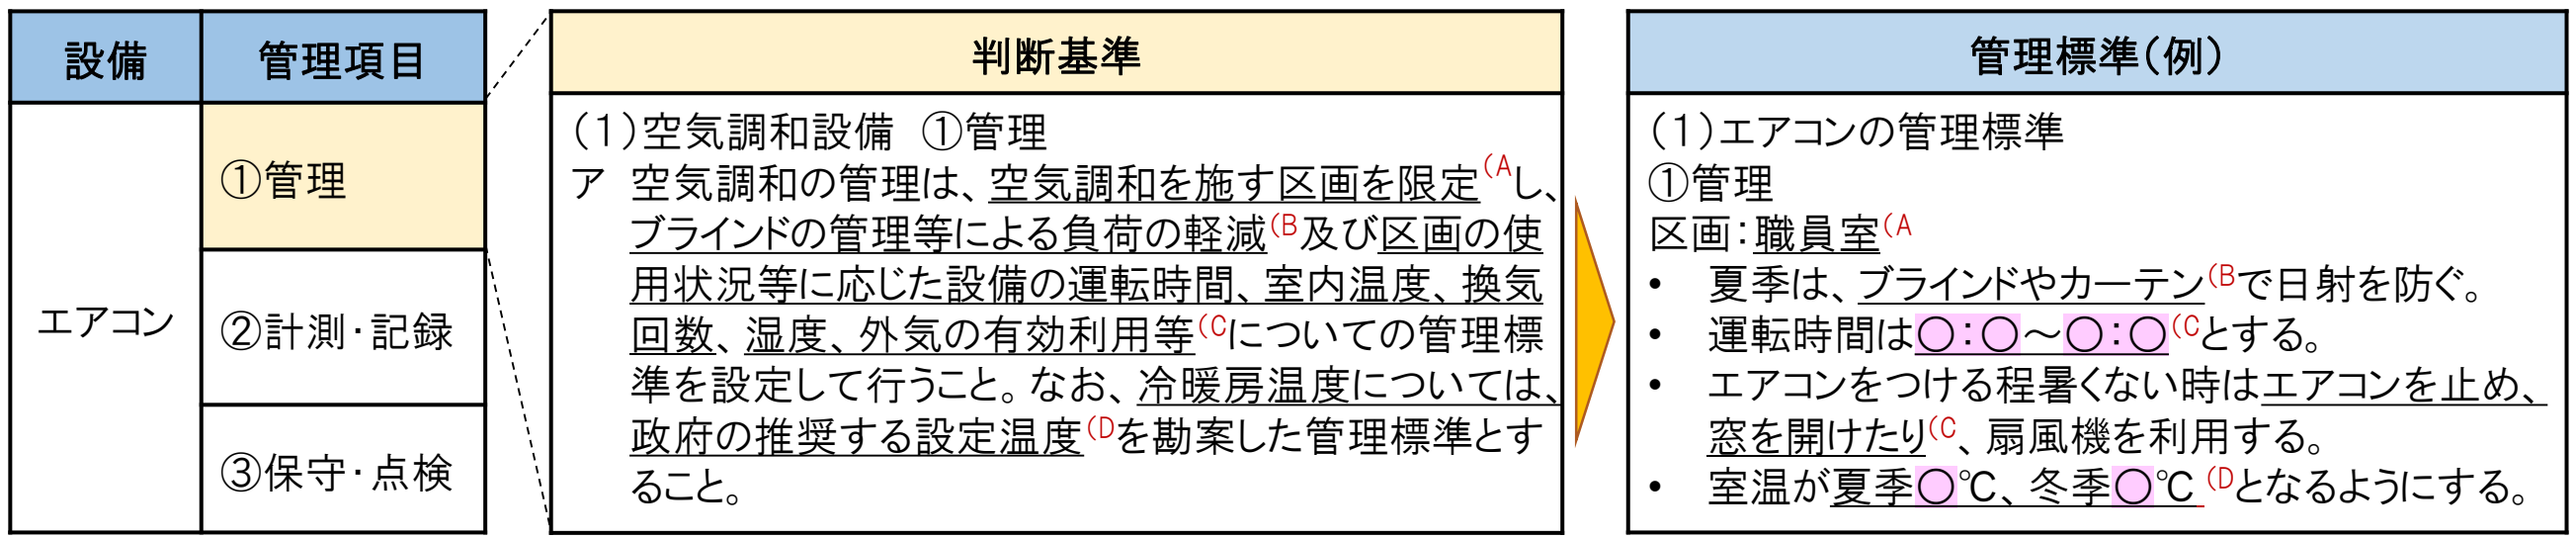 設備
管理項目
エアコン
①管理
②計測・記録
③保守・点検
判断基準
(1)空気調和設備　①管理
ア　空気調和の管理は、空気調和を施す区画を限定(Aし、
ブラインドの管理等による負荷の軽減(B及び区画の使
用状況等に応じた設備の運転時間、室内温度、換気
回数、湿度、外気の有効利用等(Cについての管理標
準を設定して行うこと。なお、冷暖房温度については、
政府の推奨する設定温度(Dを勘案した管理標準とす
ること。
管理標準(例)
(1)エアコンの管理標準
①管理
区画：職員室(A
• 夏季は、ブラインドやカーテン(Bで日射を防ぐ。
• 運転時間は〇：〇～〇：〇(Cとする。
• エアコンをつける程暑くない時はエアコンを止め、
窓を開けたり(C、扇風機を利用する。
• 室温が夏季〇℃、冬季〇℃(Dとなるようにする。